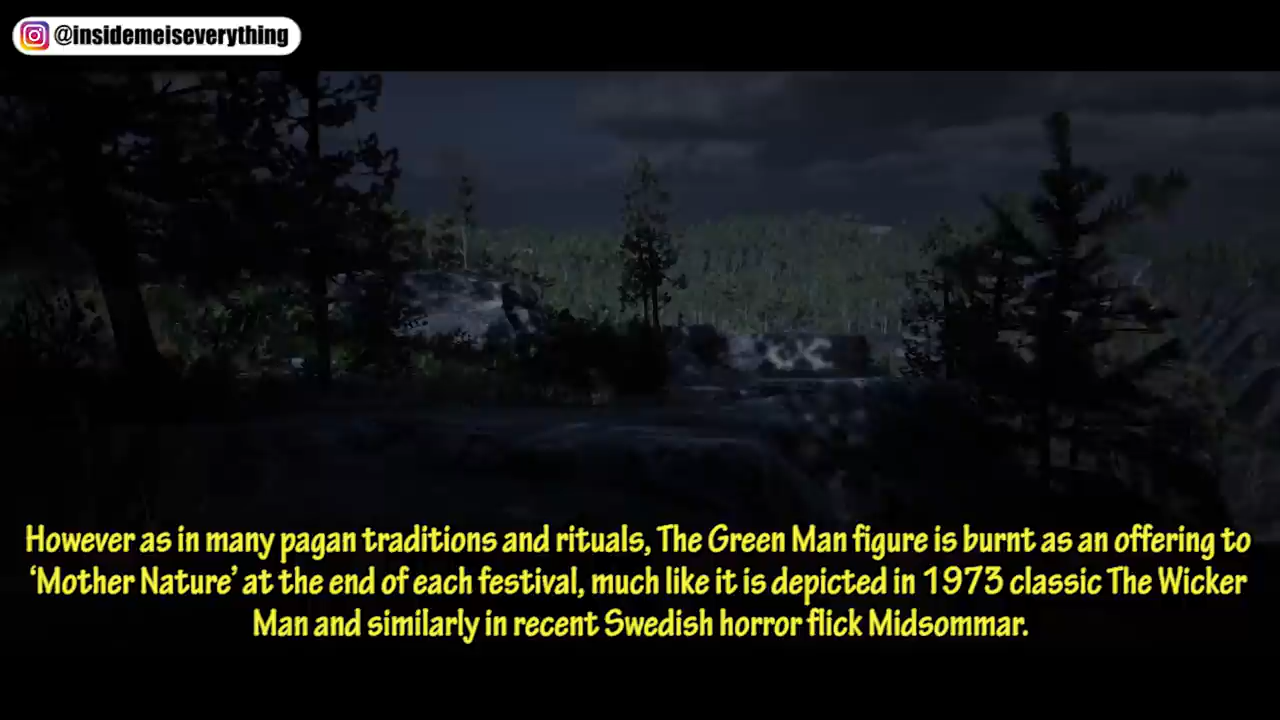 @insidemeiseverything
However as in many pagan traditions and rituals, The Green Man figure is burnt as an offering to
‘Mother Nature’ at the end of each festival, much like it is depicted in 1973 classic The Wicker
Man and similarly in recent Swedish horror flick Midsommar.